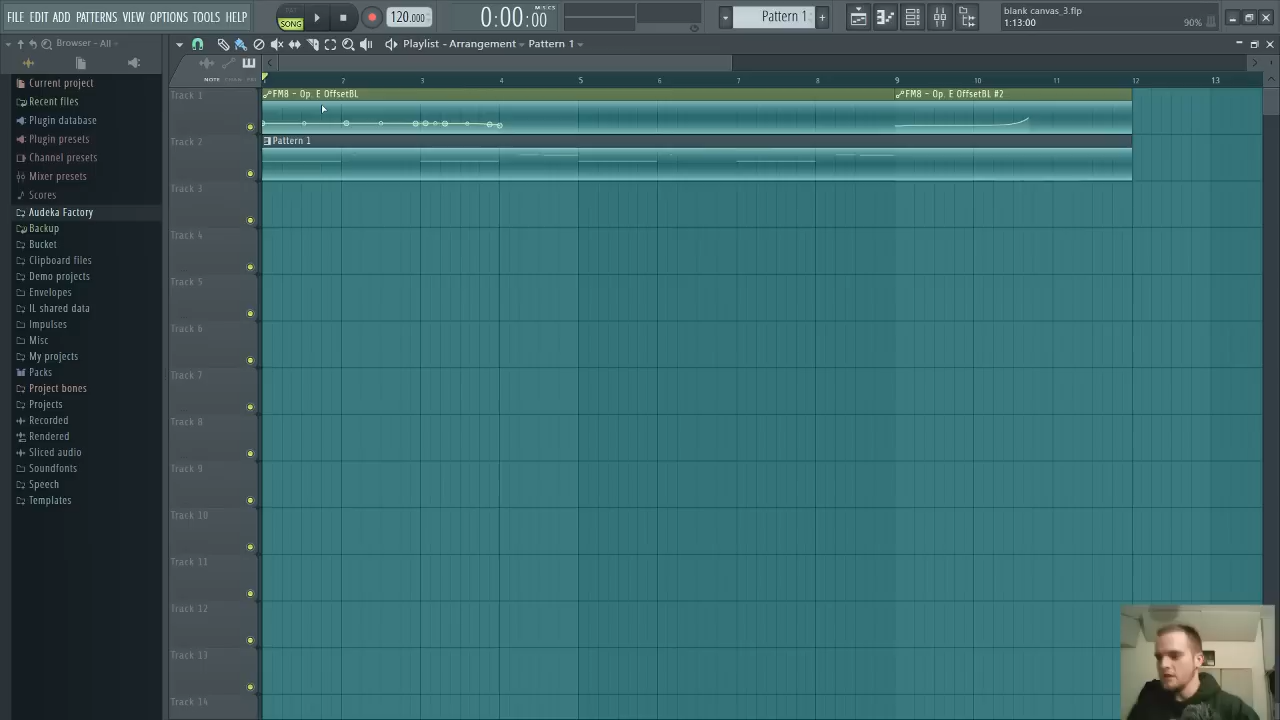 FILE EDIT ADD PATTERNS VIEW OPTIONS TOOLS HELP
PAT
SONG
120.000
0:00:00
M:S:CS
Pattern 1
blank canvas_3.flp
1:13:00
90%
Browser - All
Playlist - Arrangement Pattern 1
Current project
Recent files
Plugin database
Plugin presets
Channel presets
Mixer presets
Scores
Audeka Factory
Backup
Bucket
Clipboard files
Demo projects
Envelopes
IL shared data
Impulses
Misc
My projects
Packs
Project bones
Projects
Recorded
Rendered
Sliced audio
Soundfonts
Speech
Templates
NOTE CHAN PAT
2 3 4 5 6 7 8 9 10 11 12 13
Track 1
FM8 - Op. E OffsetBL
FM8 - Op. E OffsetBL #2
Track 2
Pattern 1
Track 3
Track 4
Track 5
Track 6
Track 7
Track 8
Track 9
Track 10
Track 11
Track 12
Track 13
Track 14